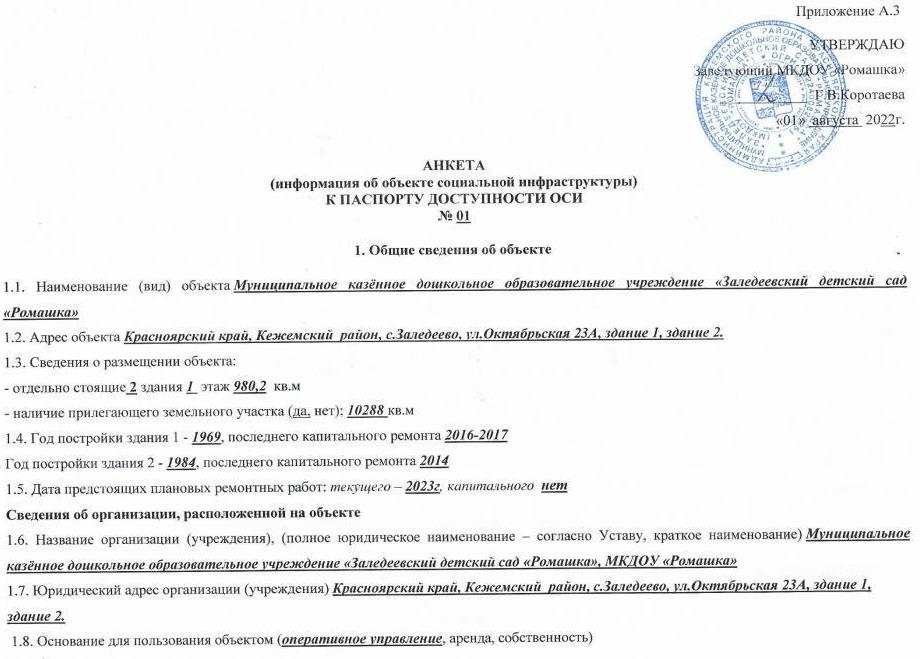 Приложение А.3
УТВЕРЖДАЮ
Заведующий МКДОУ «Ромашка»
Г.В.Коротаева
«01» августа 2022г.
АНКЕТА
(информация об объекте социальной инфраструктуры)
К ПАСПОРТУ ДОСТУПНОСТИ ОСИ
№ 01
1. Общие сведения об объекте
1.1. Наименование (вид) объекта Муниципальное казённое дошкольное образовательное учреждение «Заледеевский детский сад
«Ромашка»
1.2. Адрес объекта Красноярский край, Кежемский район, с.Заледеево, ул.Октябрьская 23А, здание 1, здание 2.
1.3. Сведения о размещении объекта:
- отдельно стоящие 2 здания 1 этаж 980,2 кв.м
- наличие прилегающего земельного участка (да, нет): 10288 кв.м
1.4. Год постройки здания 1 - 1969, последнего капитального ремонта 2016-2017
Год постройки здания 2 - 1984, последнего капитального ремонта 2014
1.5. Дата предстоящих плановых ремонтных работ: текущего – 2023г, капитального нет
Сведения об организации, расположенной на объекте
1.6. Название организации (учреждения), (полное юридическое наименование – согласно Уставу, краткое наименование) Муниципальное
казённое дошкольное образовательное учреждение «Заледеевский детский сад «Ромашка», МКДОУ «Ромашка»
1.7. Юридический адрес организации (учреждения) Красноярский край, Кежемский район, с.Заледеево, ул.Октябрьская 23А, здание 1,
здание 2.
1.8. Основание для пользования объектом (оперативное управление, аренда, собственность)